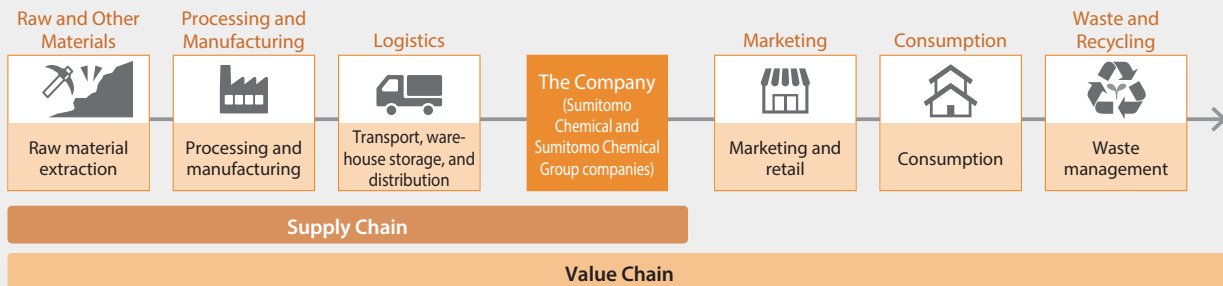 Raw and Other
Materials
Processing and
Manufacturing
Logistics
Marketing
Consumption
Waste and
Recycling
Raw material
extraction
Processing and
manufacturing
Transport, ware-
house storage, and
distribution
The Company
(Sumitomo
Chemical and
Sumitomo Chemical
Group companies)
Marketing and
retail
Consumption
Waste
management
Supply Chain
Value Chain